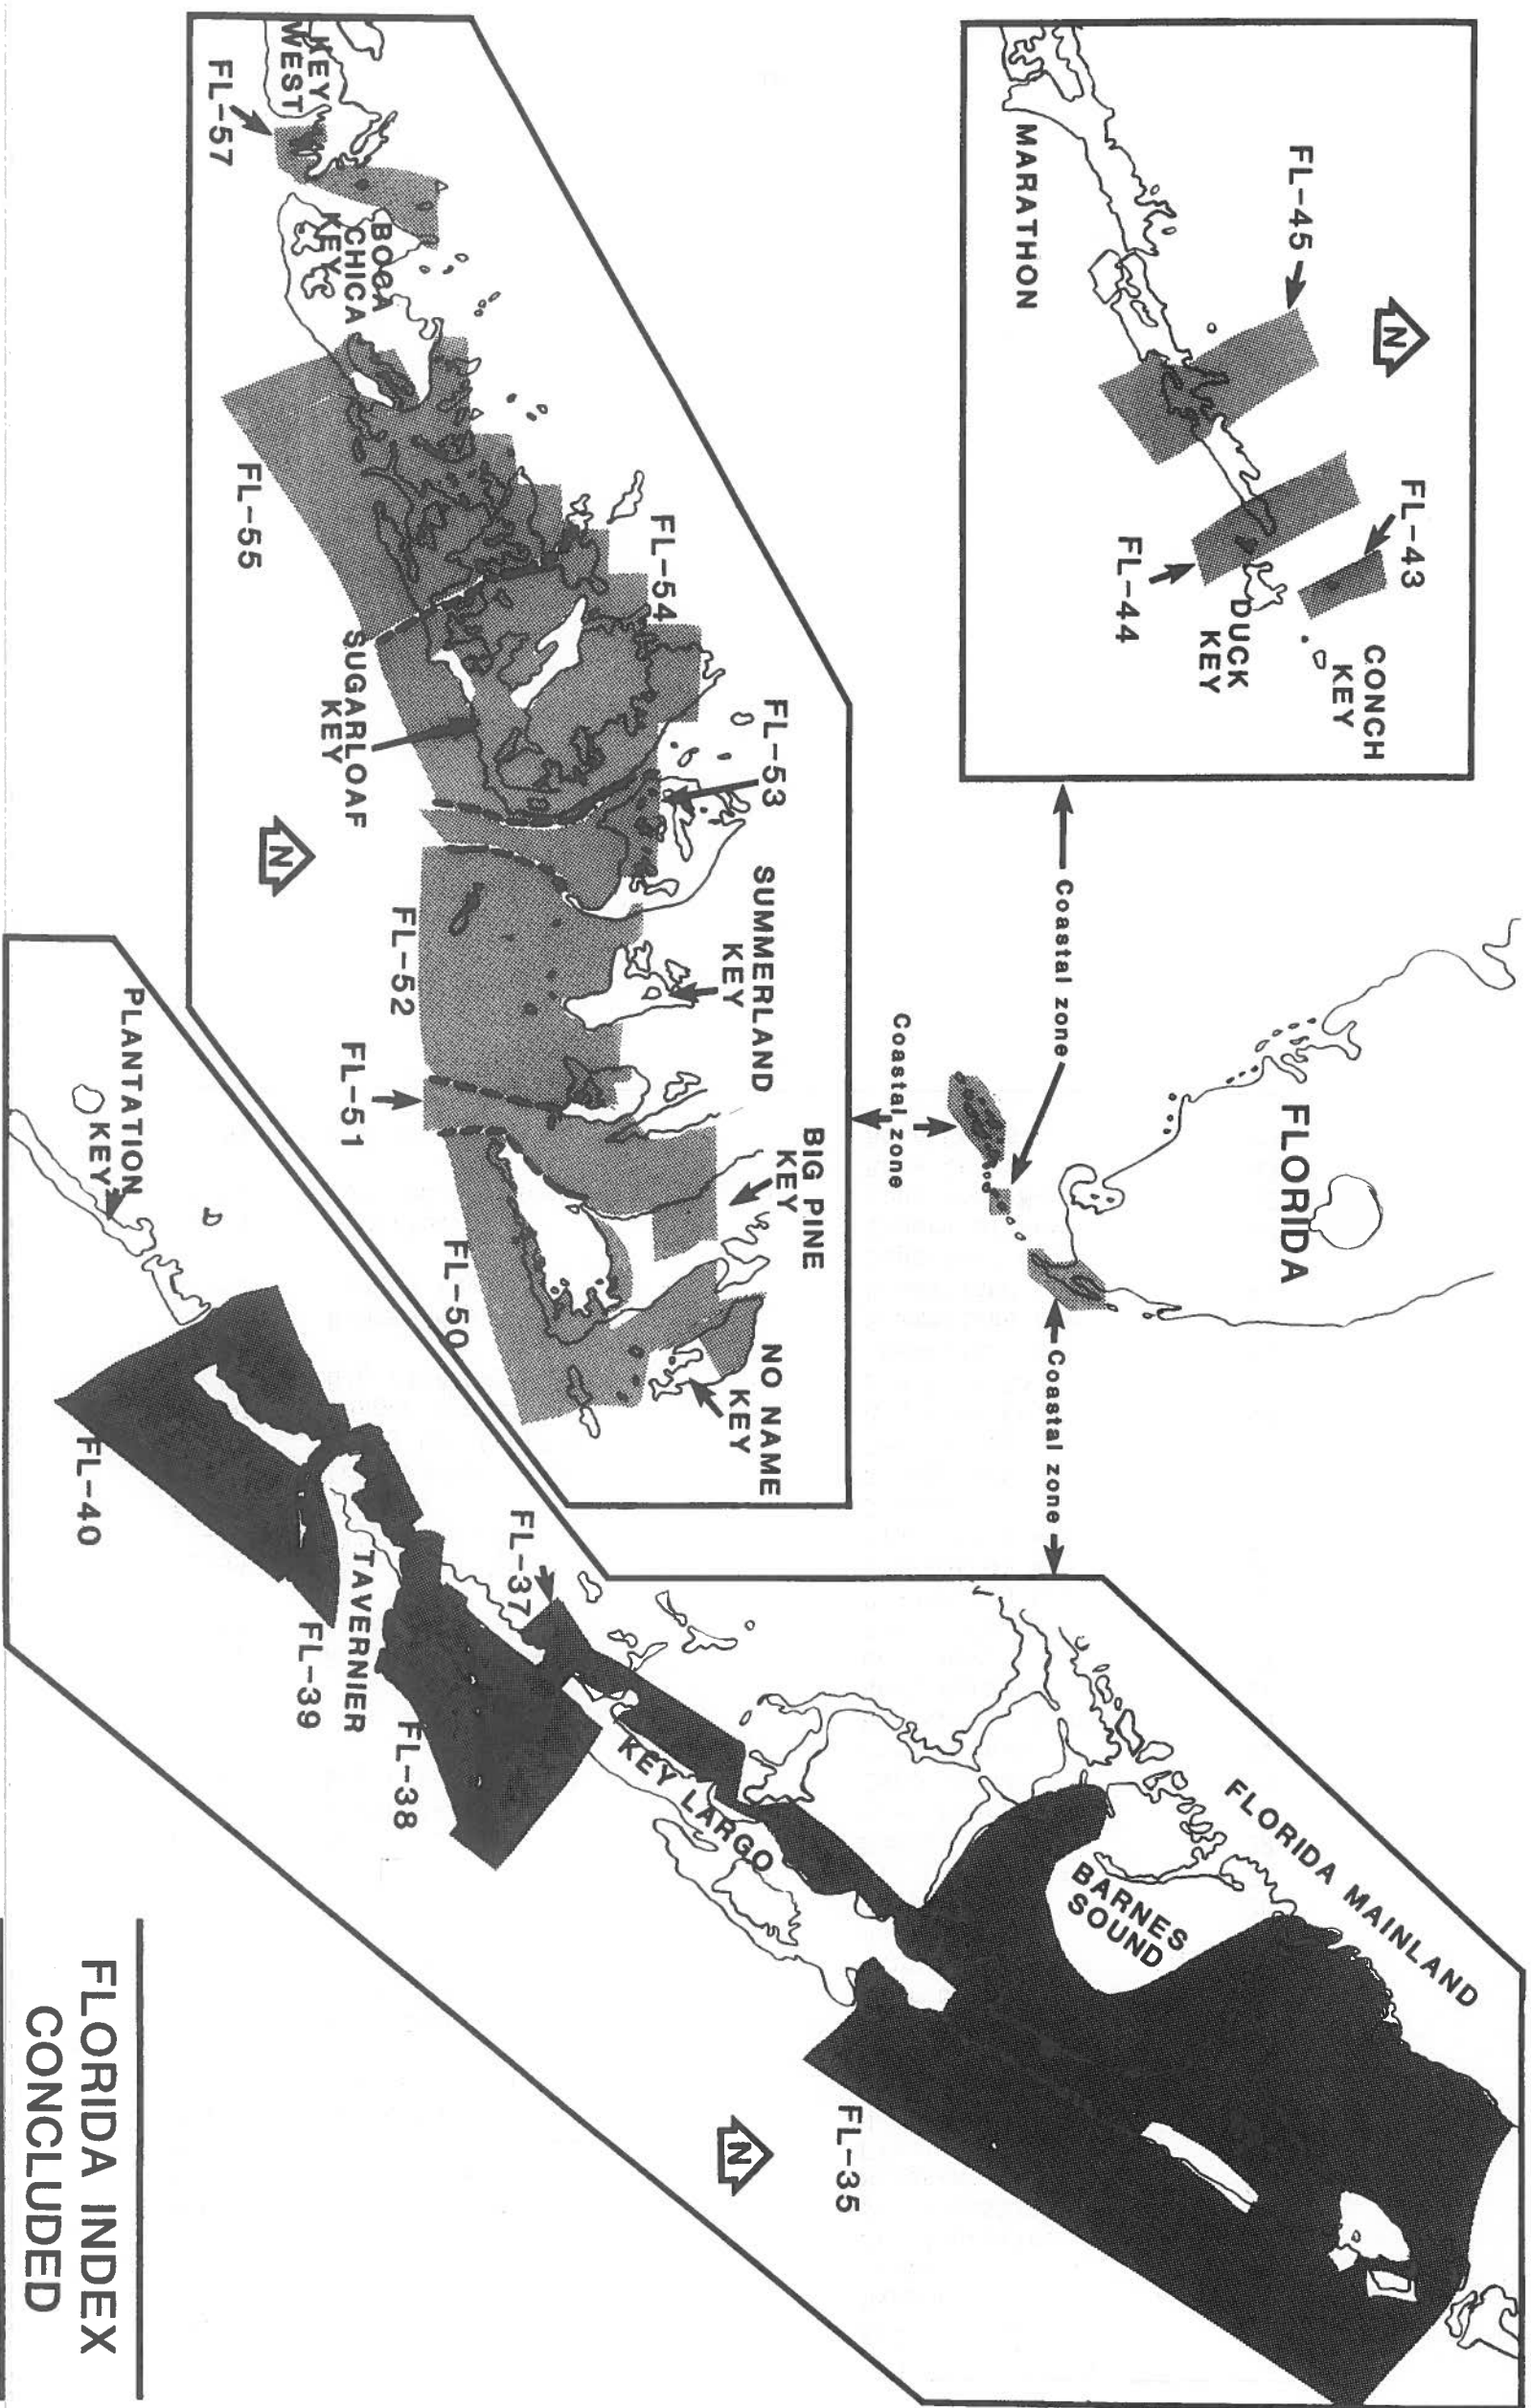 FLORIDA
Coastal zone
Coastal zone
Coastal zone
N
FL-45
FL-43
CONCH
KEY
DUCK
KEY
FL-44
MARATHON
KEY
WEST
FL-57
BOCA
CHICA
KEY
FL-55
FL-54
SUGARLOAF
KEY
FL-53
SUMMERLAND
KEY
FL-52
FL-51
BIG PINE
KEY
FL-50
NO NAME
KEY
N
FLORIDA MAINLAND
BARNES
SOUND
KEY LARGO
FL-35
FL-37
FL-38
TAVERNIER
FL-39
FL-40
PLANTATION
KEY
N
FLORIDA INDEX
CONCLUDED